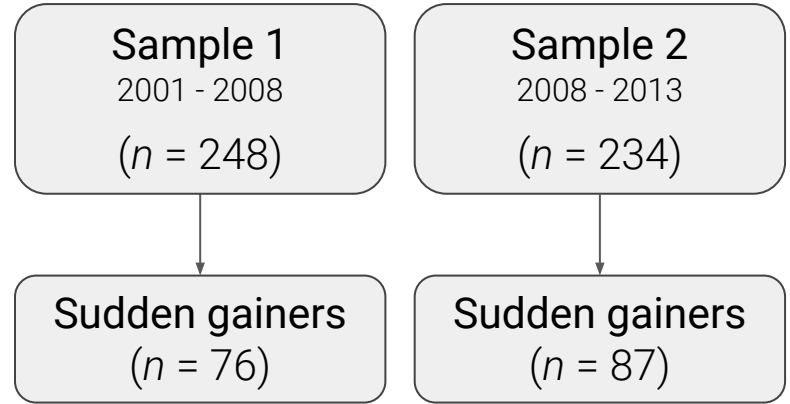 Sample 1
2001 - 2008
(n = 248)
Sample 2
2008 - 2013
(n = 234)
Sudden gainers
(n = 76)
Sudden gainers
(n = 87)